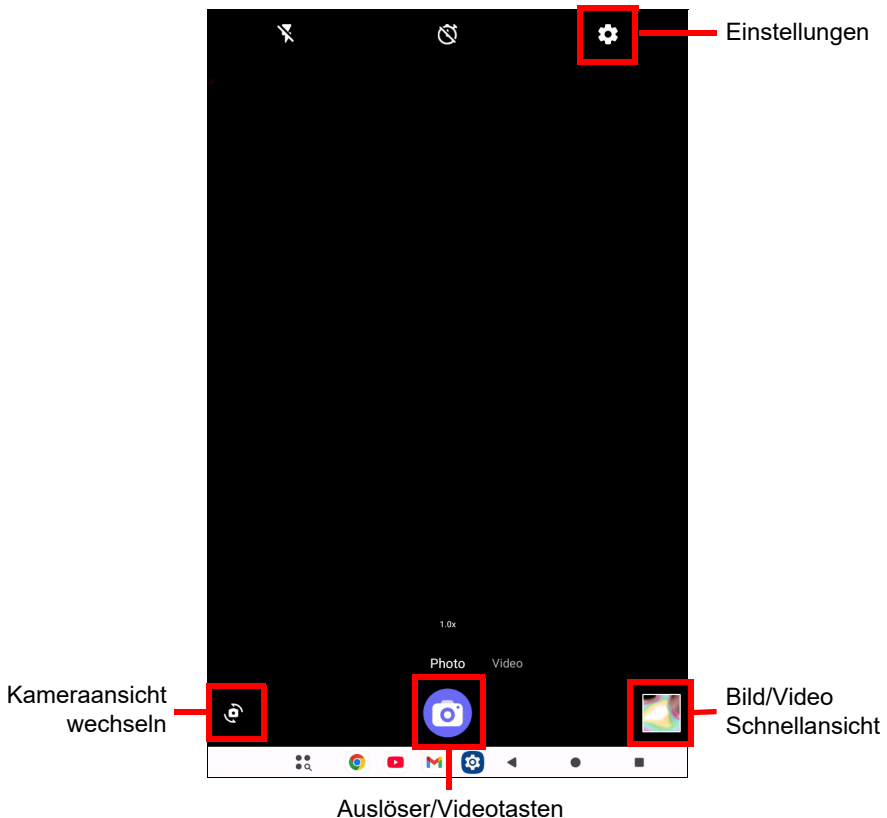 Einstellungen
1.0x
Photo Video
Kameraansicht
wechseln
Bild/Video
Schnellansicht
Auslöser/Videotasten